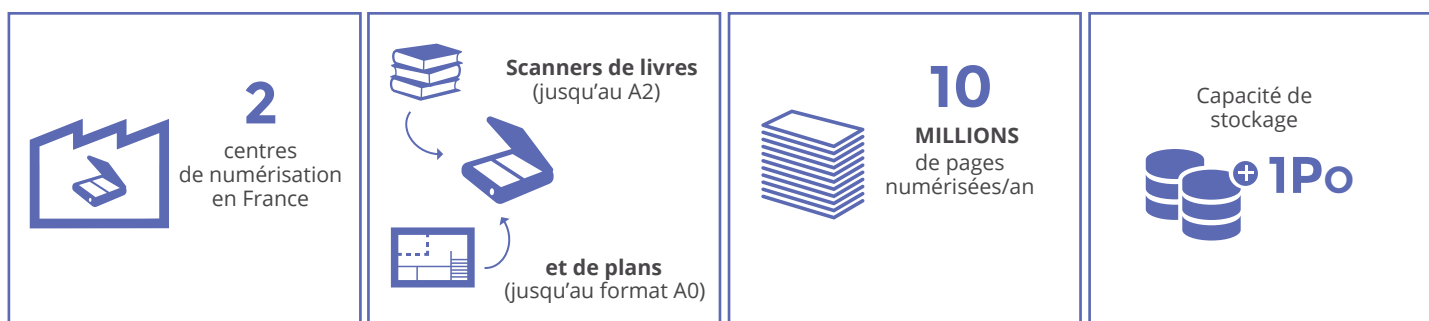 2
centres
de numérisation
en France
Scanners de livres
(jusqu’au A2)
et de plans
(jusqu’au format A0)
10
MILLIONS
de pages
numérisées/an
Capacité de
stockage
+ 1Po